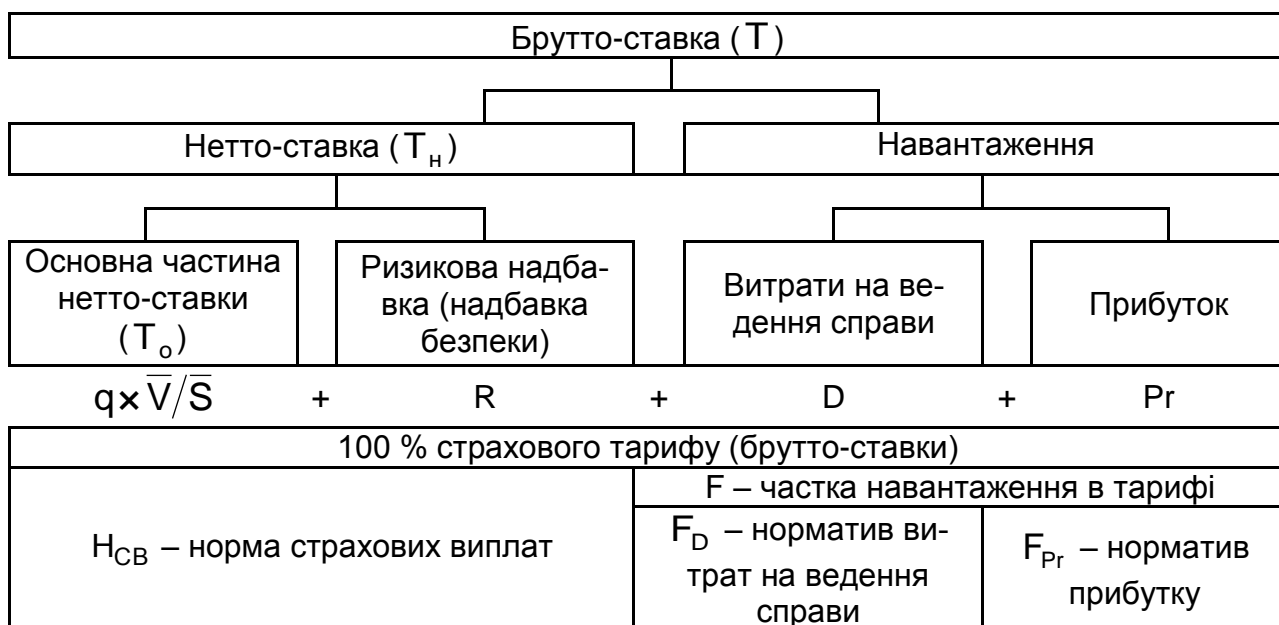 Брутто-ставка (T)
Нетто-ставка (Tн)
Навантаження
Основна частина
нетто-ставки
(Tо)
Ризикова надба-
вка (надбавка
безпеки)
Витрати на ве-
дення справи
Прибуток
q×V̅/S̅ + R + D + Pr
100 % страхового тарифу (брутто-ставки)
HСВ – норма страхових виплат
F – частка навантаження в тарифі
FD – норматив ви-
трат на ведення
справи
FPr – норматив
прибутку